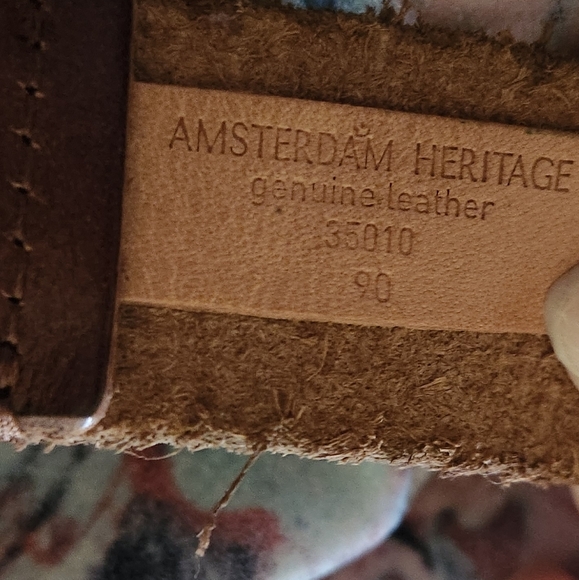 AMSTERDAM HERITAGE
genuine leather
35010
90